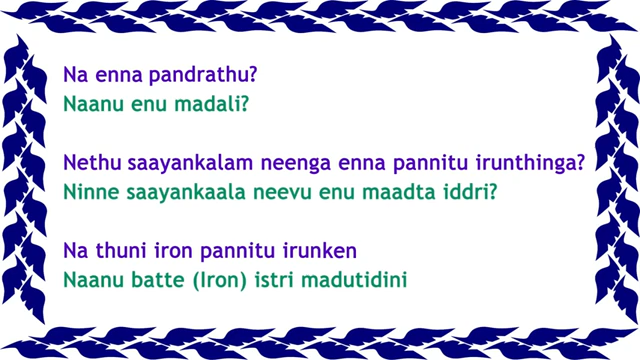 Na enna pandrathu?
Naanu enu madali?
Nethu saayankalam neenga enna pannitu irunthinga?
Ninne saayankaala neevu enu maadta iddri?
Na thuni iron pannitu irunken
Naanu batte (Iron) istri madutidini